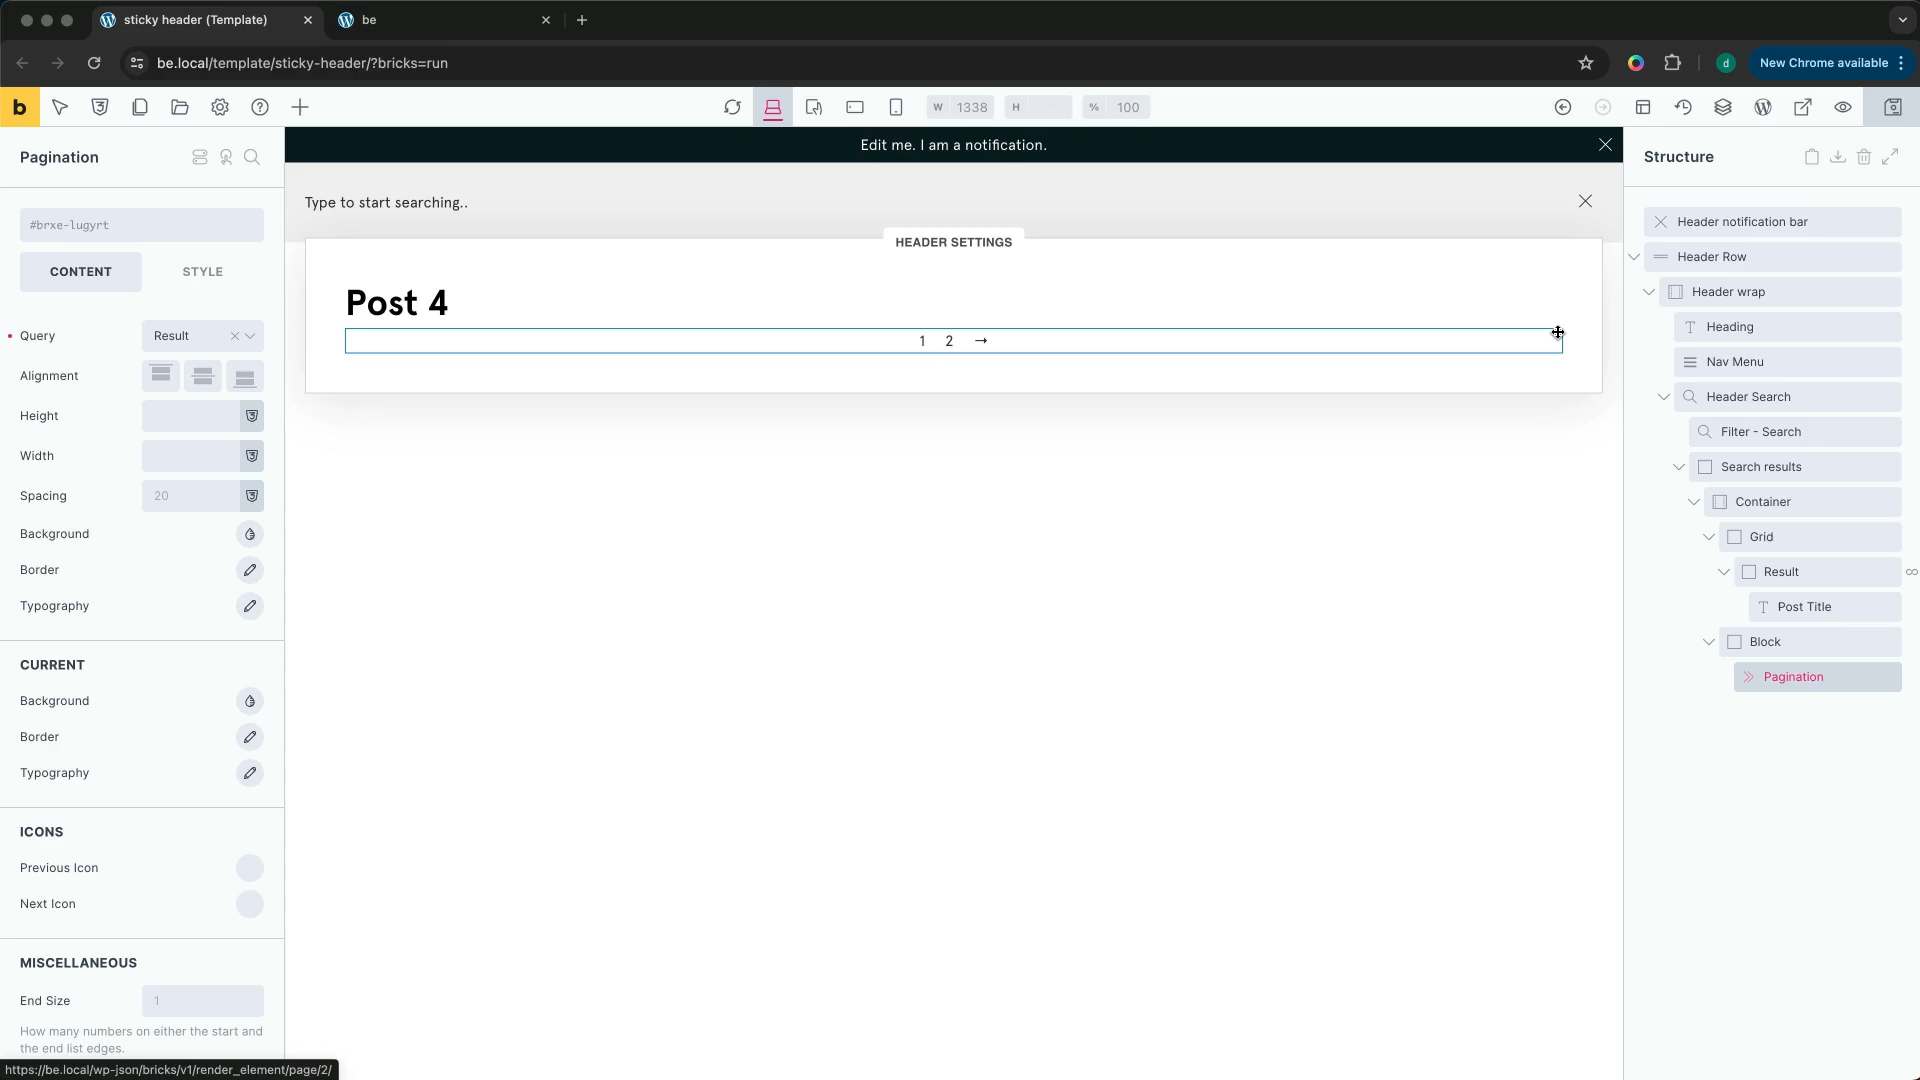 sticky header (Template)
be
be.local/template/sticky-header/?bricks=run
d
New Chrome available
b
W 1338
H
% 100
Pagination
#brxe-lugyrt
CONTENT
STYLE
Query
Result
Alignment
Height
Width
Spacing
20
Background
Border
Typography
CURRENT
Background
Border
Typography
ICONS
Previous Icon
Next Icon
MISCELLANEOUS
End Size
1
How many numbers on either the start and
the end list edges.
https://be.local/wp-json/bricks/v1/render_element/page/2/
Edit me. I am a notification.
Type to start searching..
HEADER SETTINGS
Post 4
1 2 →
Structure
Header notification bar
Header Row
Header wrap
Heading
Nav Menu
Header Search
Filter - Search
Search results
Container
Grid
Result
Post Title
Block
Pagination